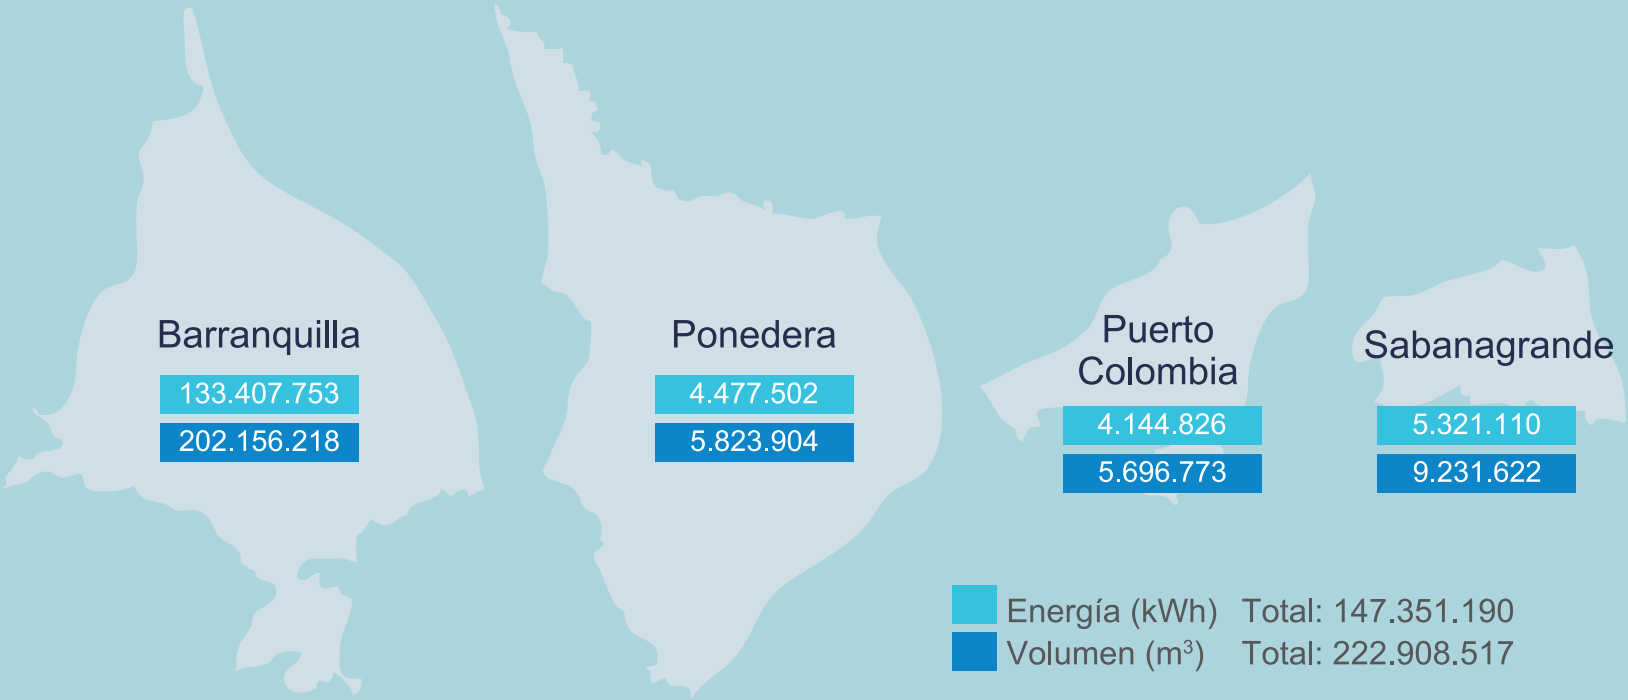 Barranquilla
133.407.753
202.156.218
Ponedera
4.477.502
5.823.904
Puerto
Colombia
4.144.826
5.696.773
Sabanagrande
5.321.110
9.231.622
Energía (kWh) Total: 147.351.190
Volumen (m³) Total: 222.908.517